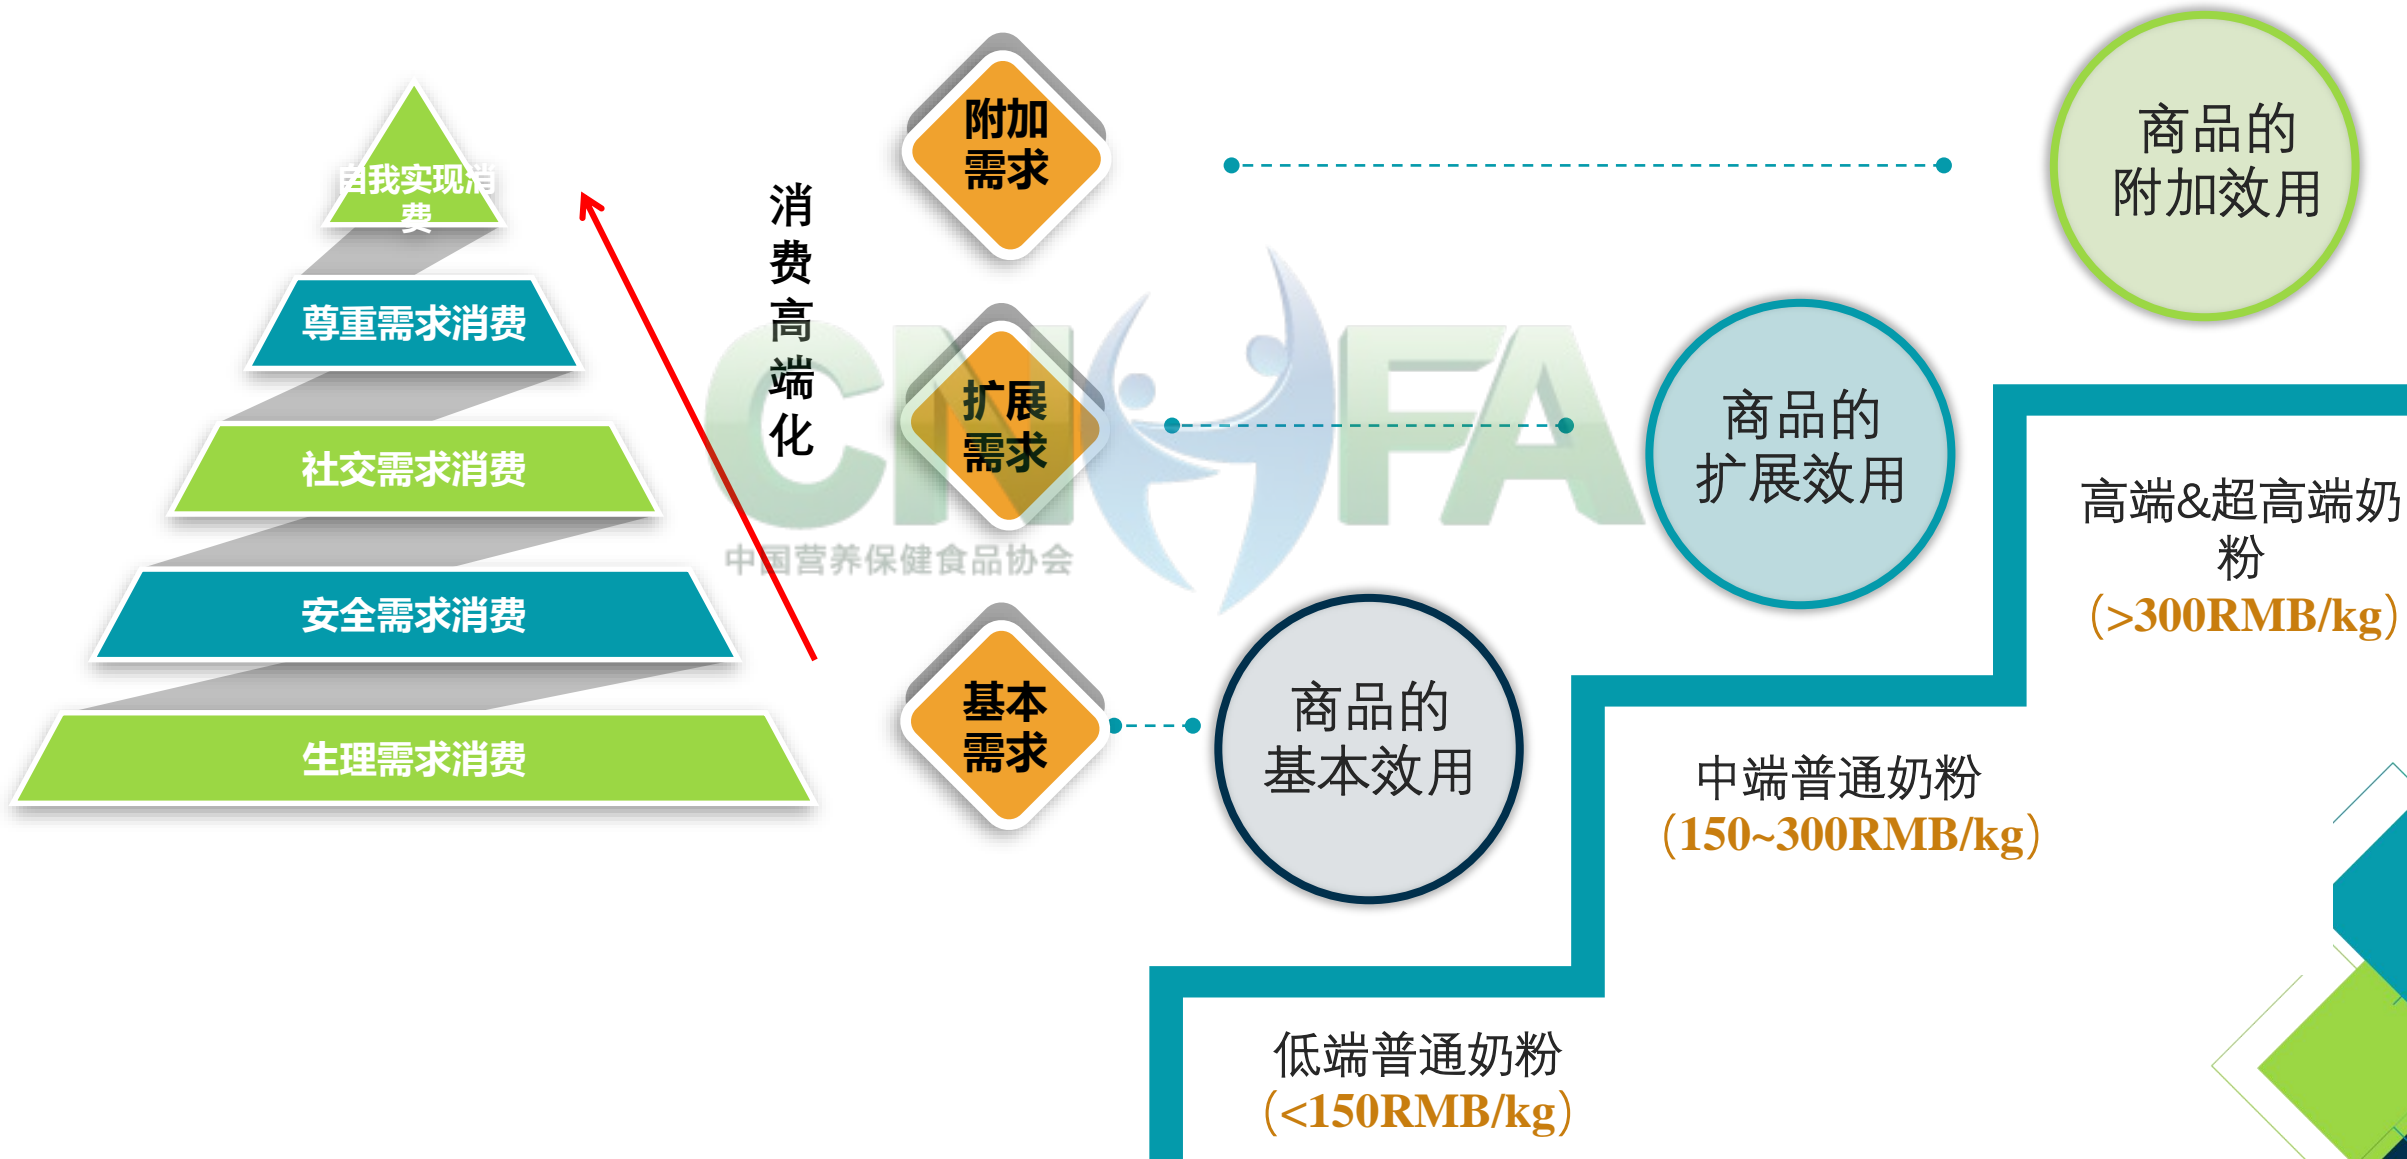 自我实现消
费
尊重需求消费
社交需求消费
安全需求消费
生理需求消费
消
费
高
端
化
附加
需求
扩展
需求
基本
需求
商品的
附加效用
商品的
扩展效用
商品的
基本效用
高端&超高端奶
粉
（>300RMB/kg）
中端普通奶粉
（150~300RMB/kg）
低端普通奶粉
（<150RMB/kg）
CNHFA
中国营养保健食品协会